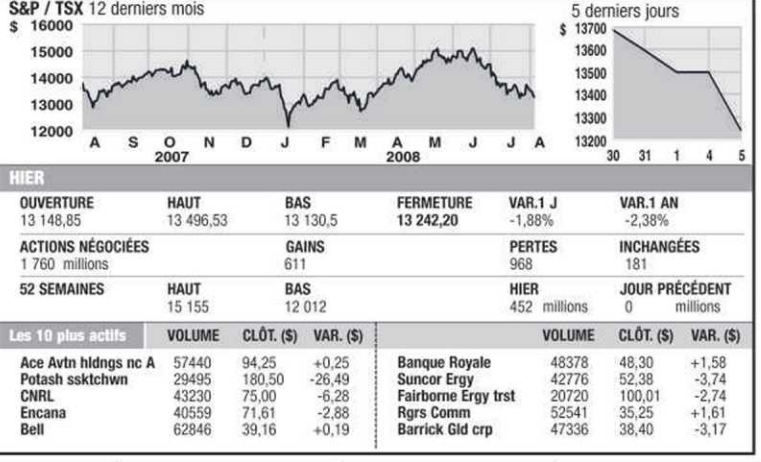 S&P / TSX 12 derniers mois
$ 16000
15000
14000
13000
12000
A S O N D J F M A M J J A
2007 2008
5 derniers jours
$ 13700
13600
13500
13400
13300
13200
30 31 1 4 5
HIER
OUVERTURE HAUT BAS FERMETURE VAR.1 J VAR.1 AN
13 148,85 13 496,53 13 130,5 13 242,20 -1,88% -2,38%
ACTIONS NÉGOCIÉES GAINS PERTES INCHANGÉES
1 760 millions 611 968 181
52 SEMAINES HAUT BAS HIER JOUR PRÉCÉDENT
15 155 12 012 452 millions 0 millions
Les 10 plus actifs VOLUME CLÔT. ($) VAR. ($) VOLUME CLÔT. ($) VAR. ($)
Ace Avtn hldngs nc A 57440 94,25 +0,25 Banque Royale 48378 48,30 +1,58
Potash ssktchwn 29495 180,50 -26,49 Suncor Ergy 42776 52,38 -3,74
CNRL 43230 75,00 -6,28 Fairborne Ergy trst 20720 100,01 -2,74
Encana 40559 71,61 -2,88 Rgrs Comm 52541 35,25 +1,61
Bell 62846 39,16 +0,19 Barrick Gld crp 47336 38,40 -3,17